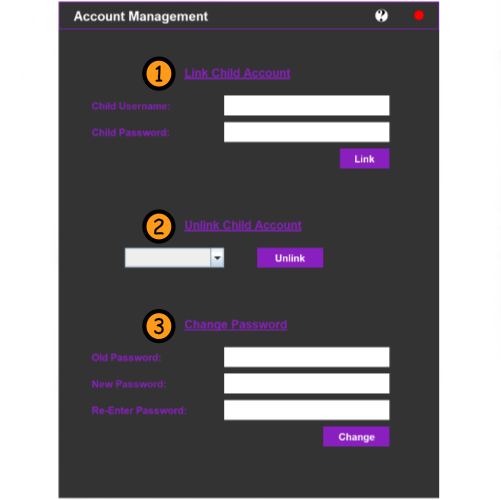 Account Management ?
1 Link Child Account
Child Username:
Child Password:
Link
2 Unlink Child Account
Unlink
3 Change Password
Old Password:
New Password:
Re-Enter Password:
Change